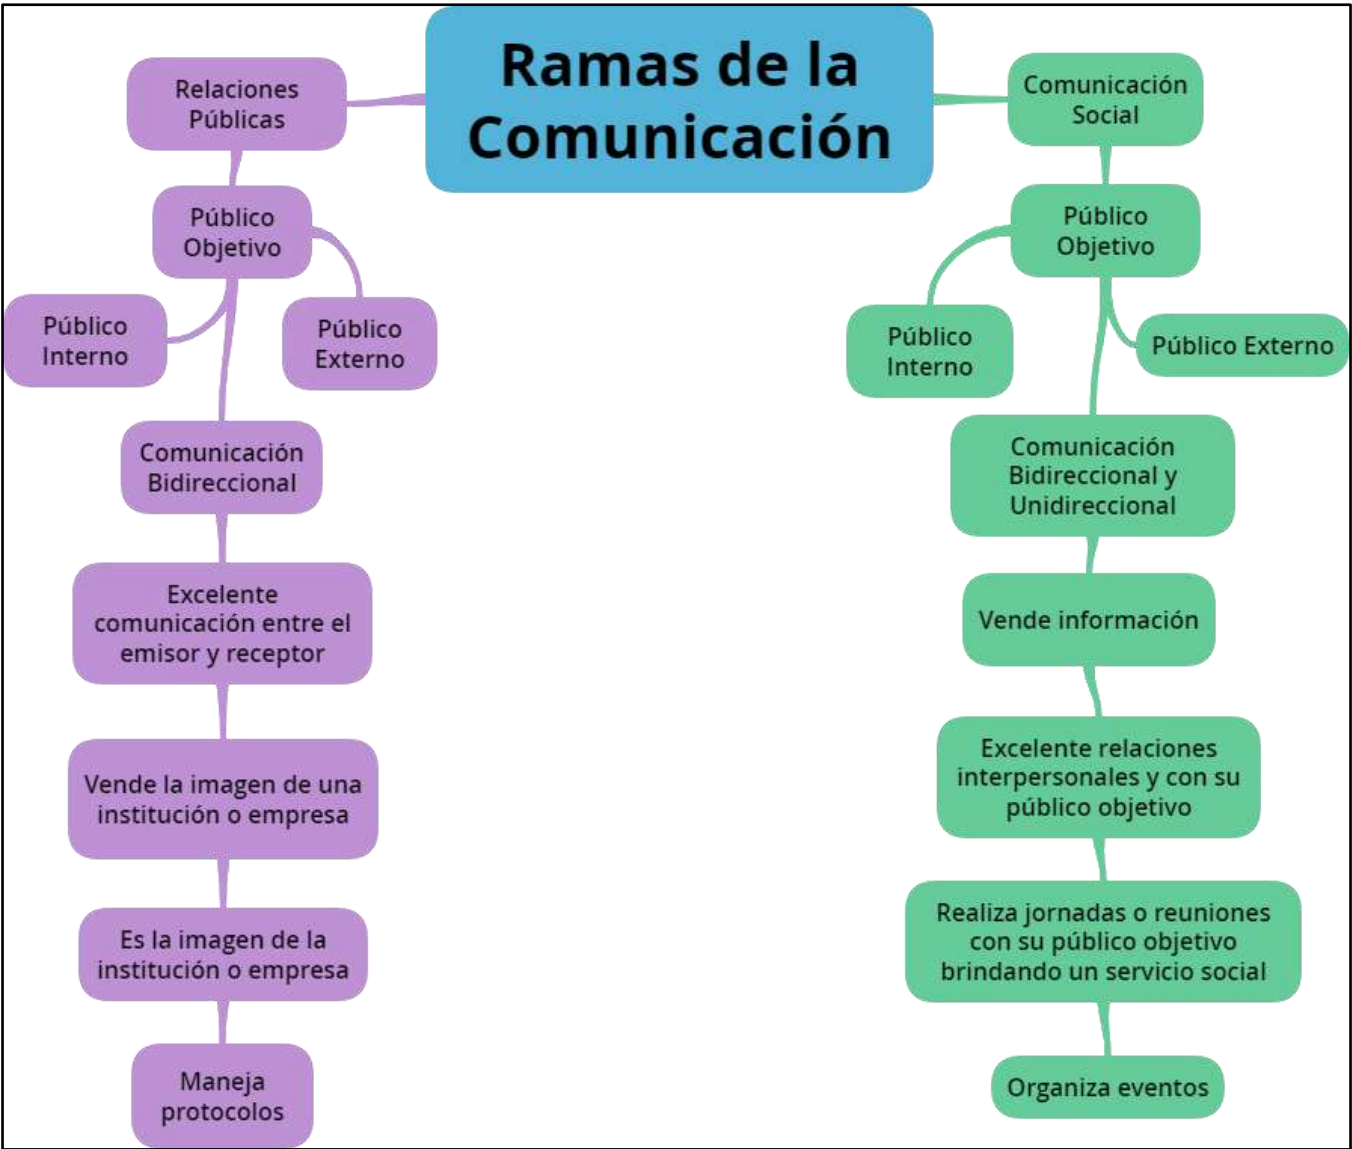 Ramas de la
Comunicación
Relaciones
Públicas
Público
Objetivo
Público
Interno
Público
Externo
Comunicación
Bidireccional
Excelente
comunicación entre el
emisor y receptor
Vende la imagen de una
institución o empresa
Es la imagen de la
institución o empresa
Maneja
protocolos
Comunicación
Social
Público
Objetivo
Público
Interno
Público Externo
Comunicación
Bidireccional y
Unidireccional
Vende información
Excelente relaciones
interpersonales y con su
público objetivo
Realiza jornadas o reuniones
con su público objetivo
brindando un servicio social
Organiza eventos